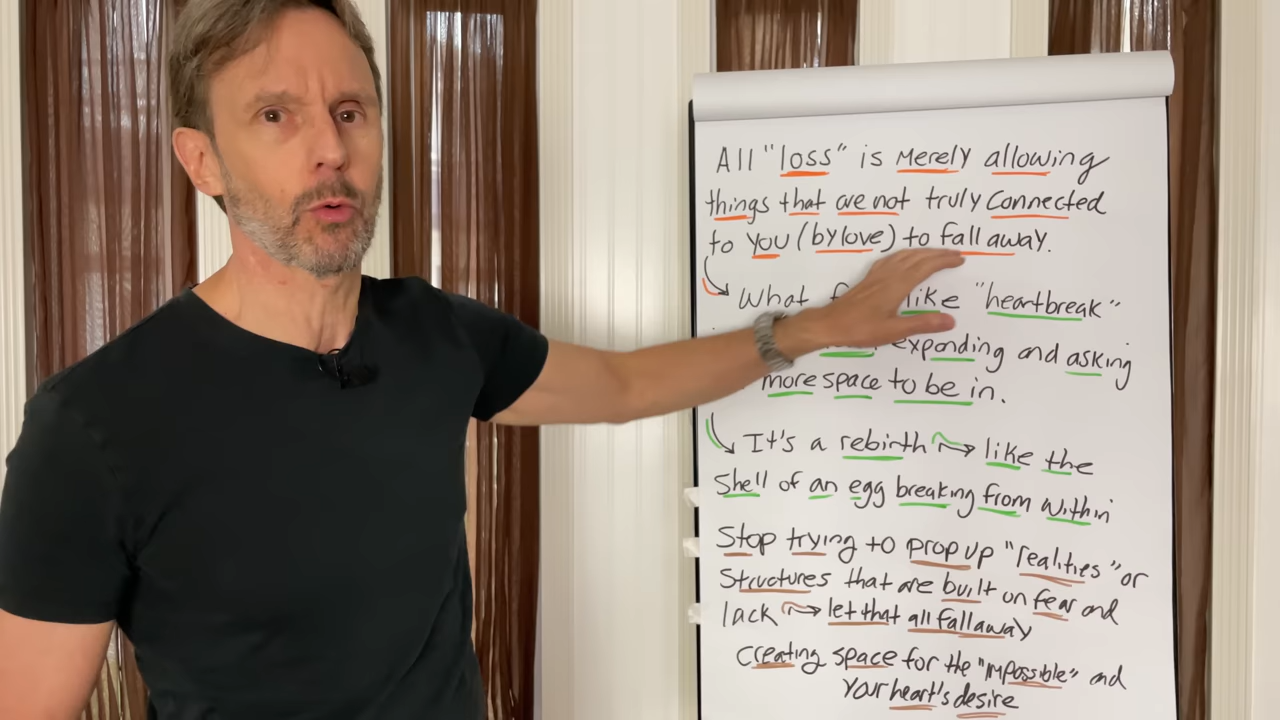 All "loss" is Merely allowing
things that are not truly Connected
to you (by love) to fall away.
What like "heartbreak"
expanding and asking
more space to be in.
It's a rebirth → like the
Shell of an egg breaking from within
Stop trying to prop up "realities" or
Structures that are built on fear and
lack → let that all fall away
Creating space for the "impossible" and
your heart's desire